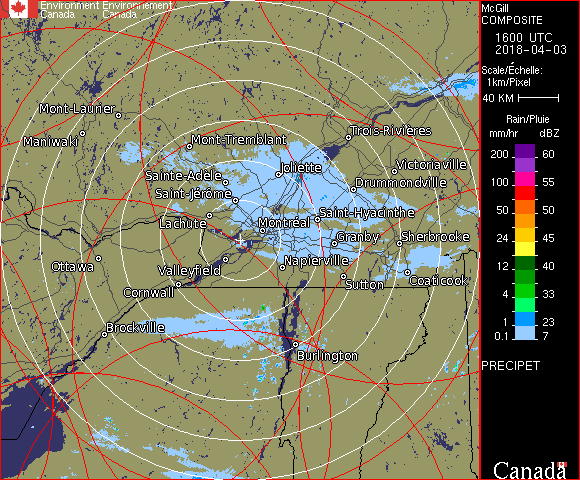 Environment Environnement
Canada Canada
McGill
COMPOSITE
1600 UTC
2018-04-03
Scale/Échelle:
1km/Pixel
40 KM
Rain/Pluie
mm/hr dBZ
200 60
100 55
50 50
24 45
12 40
4 33
1 23
0.1 7
PRECIPET
Canada
Mont-Laurier
Maniwaki
Mont-Tremblant
Trois-Rivières
Joliette
Victoriaville
Sainte-Adèle
Drummondville
Saint-Jérôme
Lachute
Saint-Hyacinthe
Montréal
Granby
Sherbrooke
Ottawa
Valleyfield
Napierville
Cornwall
Sutton
Coaticook
Brockville
Burlington